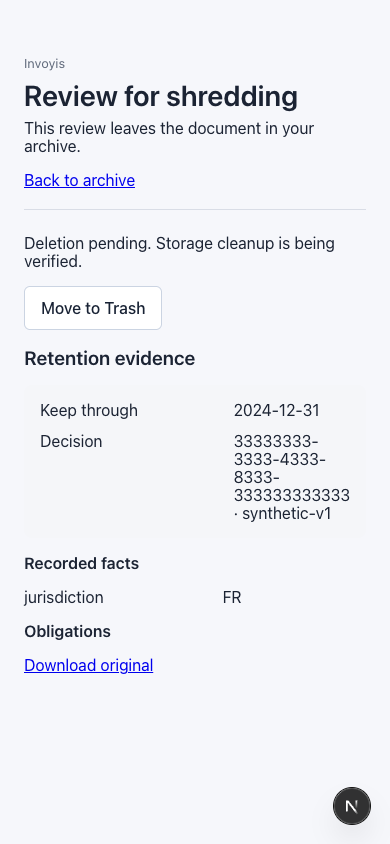 Invoyis
Review for shredding
This review leaves the document in your
archive.
Back to archive
Deletion pending. Storage cleanup is being
verified.
Move to Trash
Retention evidence
Keep through 2024-12-31
Decision 33333333-
3333-4333-
8333-
333333333333
· synthetic-v1
Recorded facts
jurisdiction FR
Obligations
Download original
N